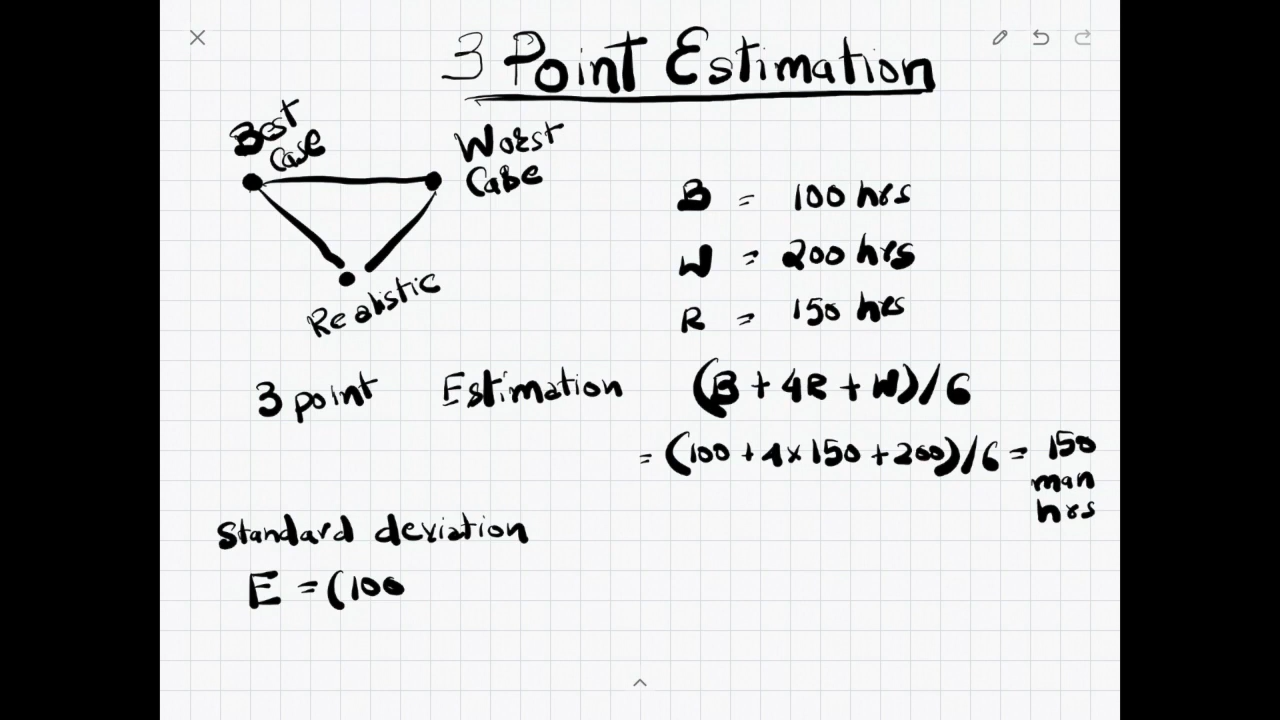 3 Point Estimation
Best
Case
Worst
Case
Realistic
B = 100 hrs
W = 200 hrs
R = 150 hrs
3 point Estimation (B + 4R + W)/6
= (100 + 4 x 150 + 200)/6 = 150
man
hrs
Standard deviation
E = (100